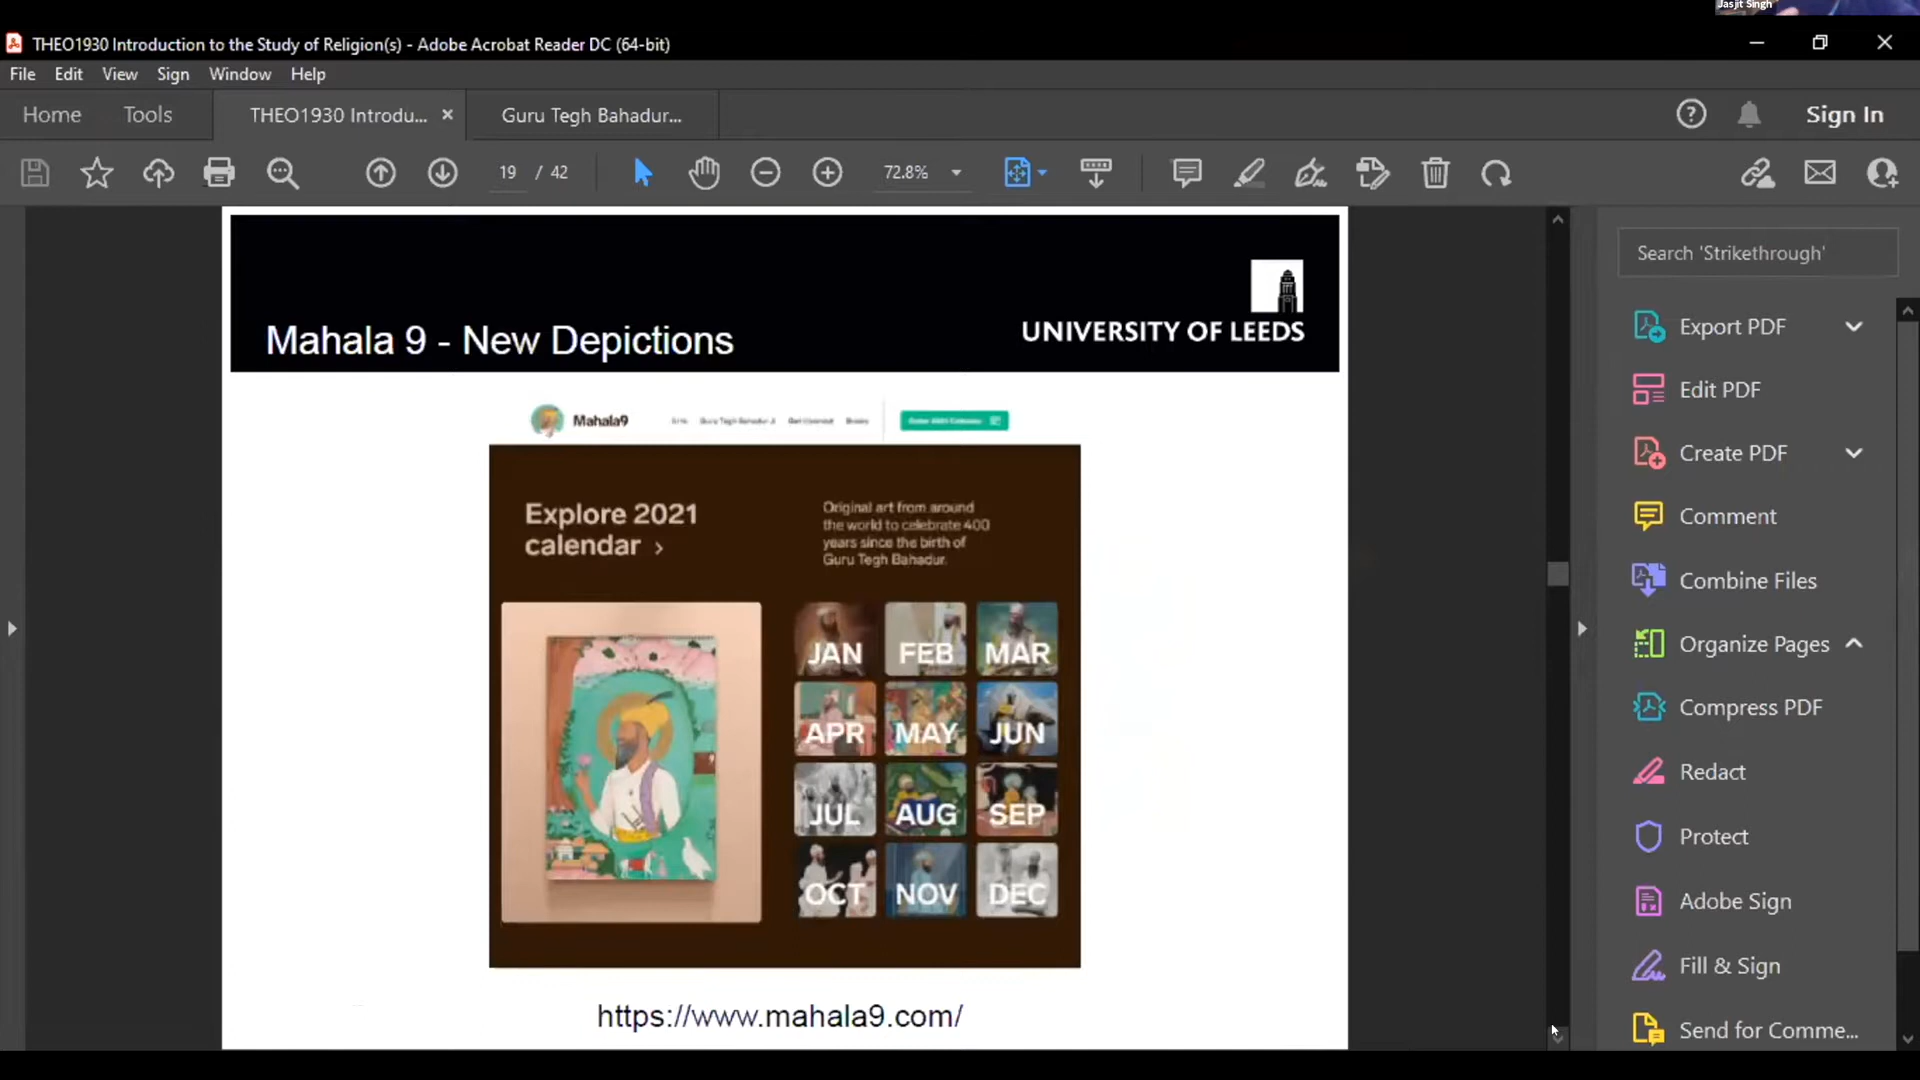 Jasjit Singh
THEO1930 Introduction to the Study of Religion(s) - Adobe Acrobat Reader DC (64-bit)
File Edit View Sign Window Help
Home Tools THEO1930 Introdu... Guru Tegh Bahadur... Sign In
19 / 42 72.8%
Mahala 9 - New Depictions
UNIVERSITY OF LEEDS
Mahala9 Guru Tegh Bahadur Ji
Explore 2021
calendar >
Original art from around
the world to celebrate 400
years since the birth of
Guru Tegh Bahadur.
JAN FEB MAR
APR MAY JUN
JUL AUG SEP
OCT NOV DEC
https://www.mahala9.com/
Search 'Strikethrough'
Export PDF
Edit PDF
Create PDF
Comment
Combine Files
Organize Pages
Compress PDF
Redact
Protect
Adobe Sign
Fill & Sign
Send for Comme...